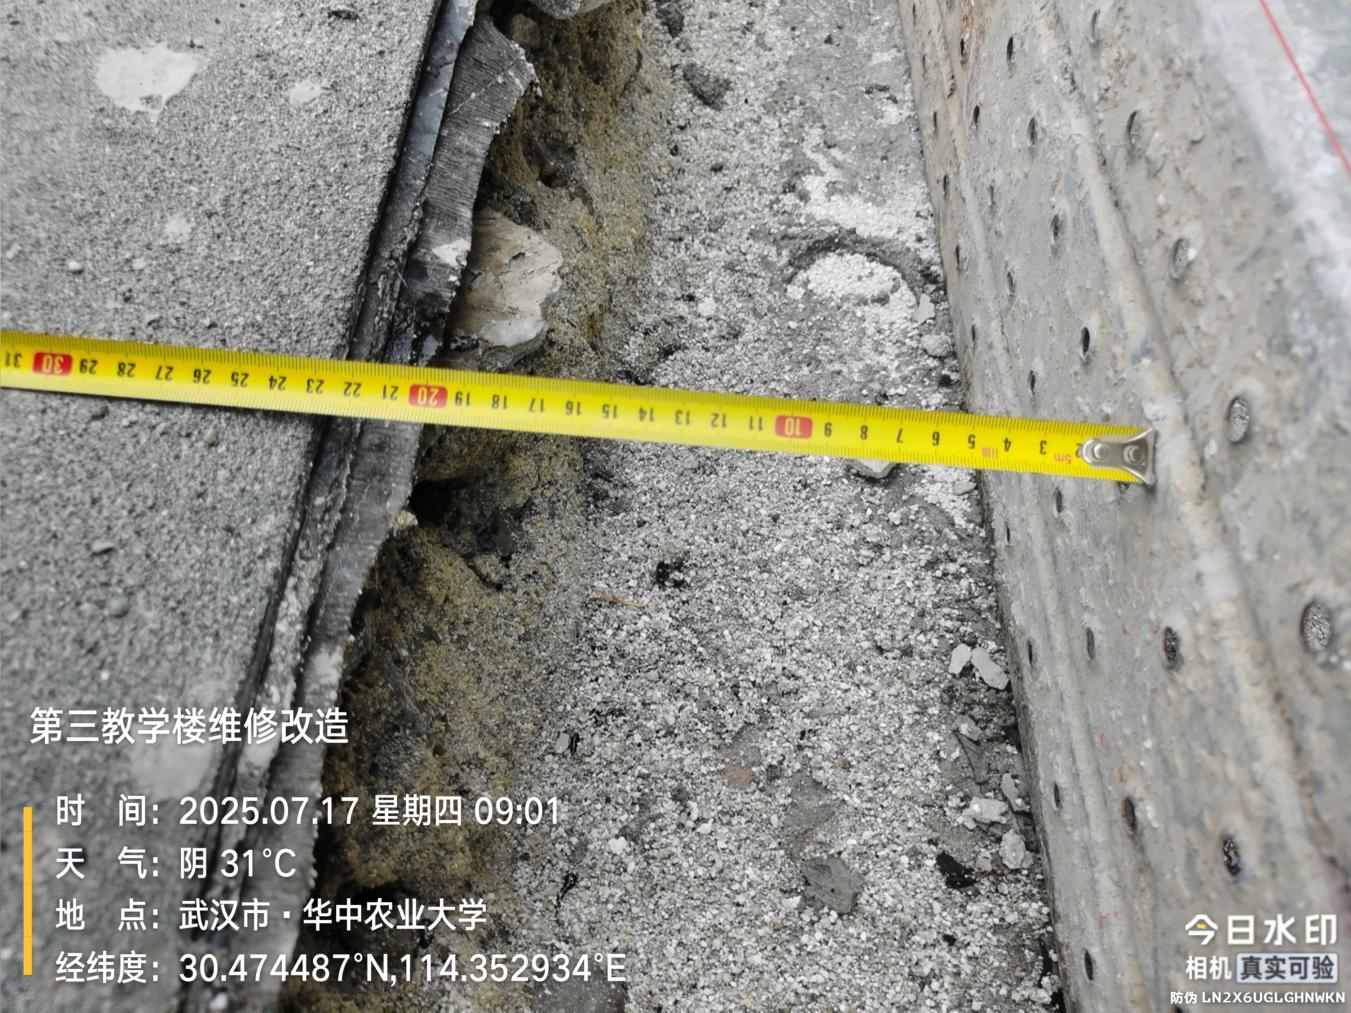 31 30 29 28 27 26 25 24 23 22 21 20 19 18 17 16 15 14 13 12 11 10 9 8 7 6 5 4 3 2
5m
第三教学楼维修改造
时 间：2025.07.17 星期四 09:01
天 气：阴 31°C
地 点：武汉市·华中农业大学
经纬度：30.474487°N,114.352934°E
今日水印
相机 真实可验
防伪 LN2X6UGLGHNWKN